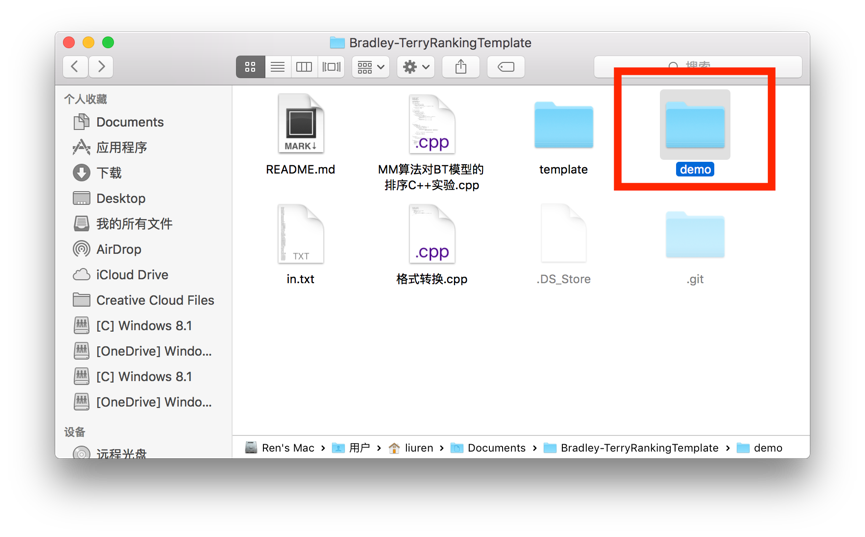 Bradley-TerryRankingTemplate
搜索
个人收藏
Documents
应用程序
下载
Desktop
我的所有文件
AirDrop
iCloud Drive
Creative Cloud Files
[C] Windows 8.1
[OneDrive] Windo...
[C] Windows 8.1
[OneDrive] Windo...
设备
远程光盘
MARK↓
README.md
.cpp
MM算法对BT模型的
排序C++实验.cpp
template
demo
TXT
in.txt
.cpp
格式转换.cpp
.DS_Store
.git
Ren's Mac › 用户 › liuren › Documents › Bradley-TerryRankingTemplate › demo